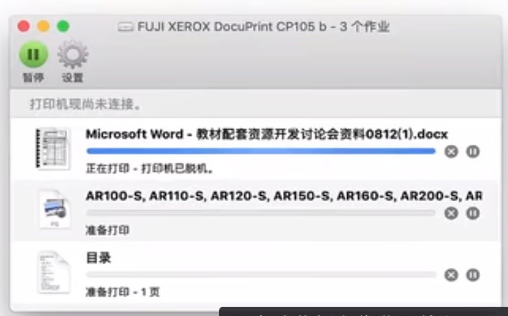 FUJI XEROX DocuPrint CP105 b - 3 个作业
暂停 设置
打印机现尚未连接。
Microsoft Word - 教材配套资源开发讨论会资料0812(1).docx
正在打印 - 打印机已脱机。
AR100-S, AR110-S, AR120-S, AR150-S, AR160-S, AR200-S, AR
准备打印
目录
准备打印 - 1 页